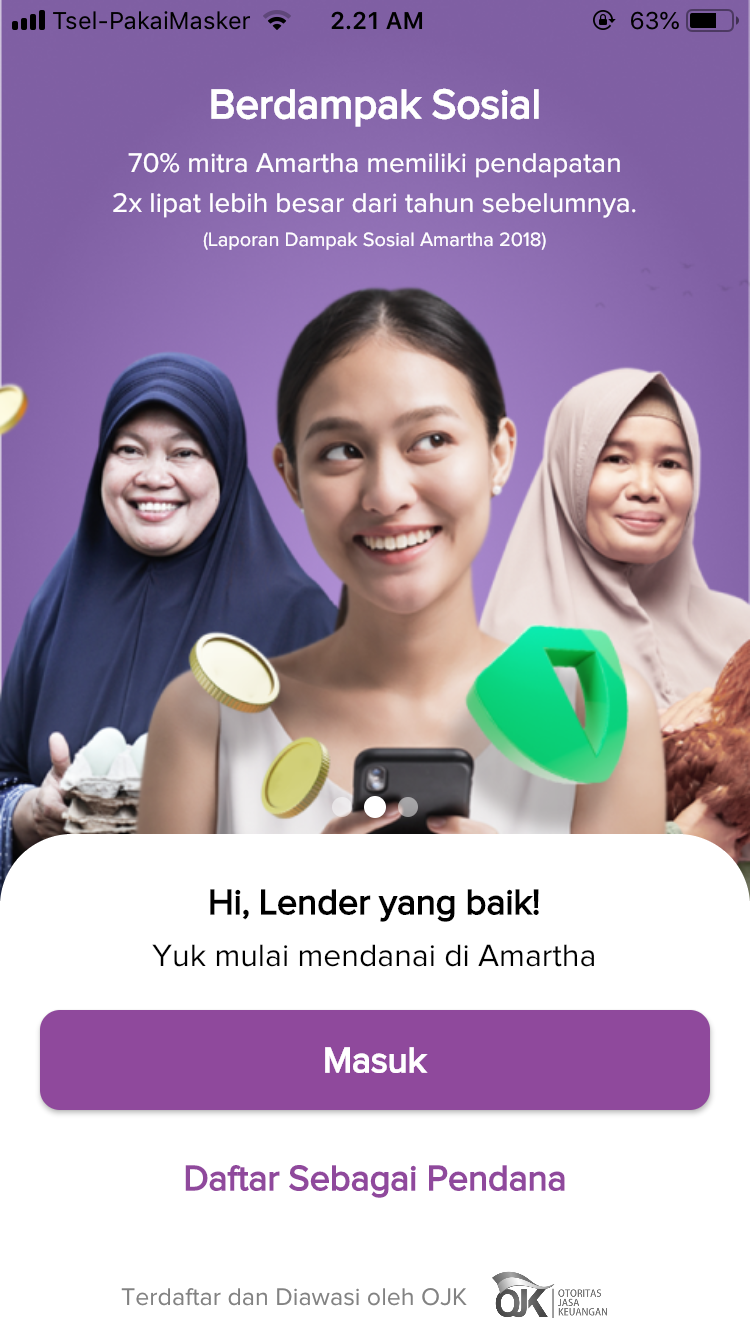 Tsel-PakaiMasker 2.21 AM 63%
Berdampak Sosial
70% mitra Amartha memiliki pendapatan
2x lipat lebih besar dari tahun sebelumnya.
(Laporan Dampak Sosial Amartha 2018)
Hi, Lender yang baik!
Yuk mulai mendanai di Amartha
Masuk
Daftar Sebagai Pendana
Terdaftar dan Diawasi oleh OJK
OJK
OTORITAS
JASA
KEUANGAN